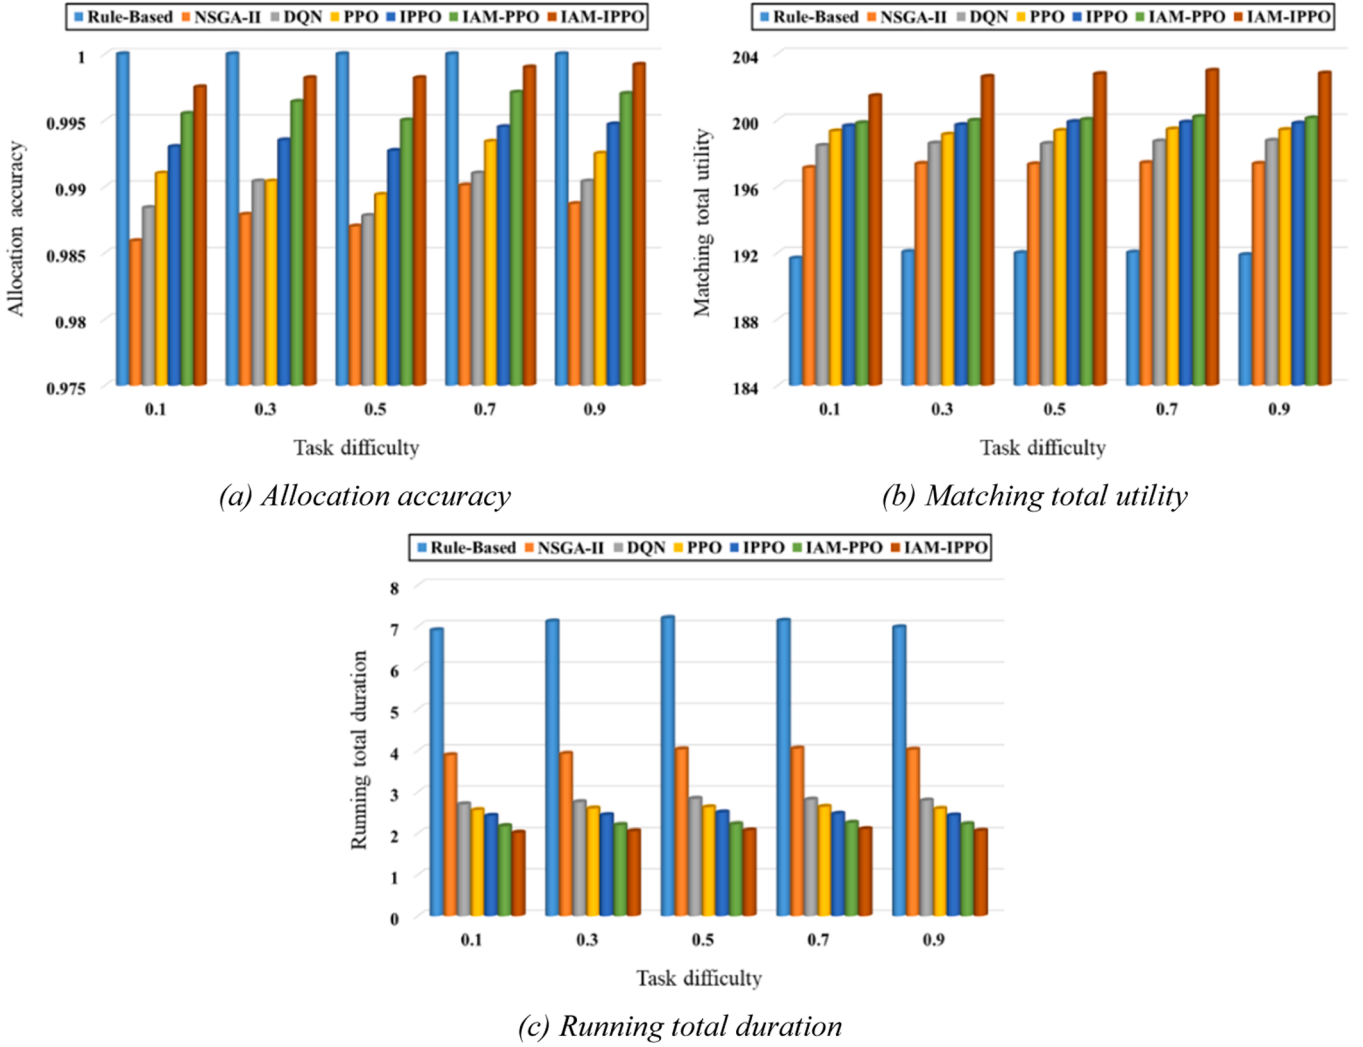 Rule-Based NSGA-II DQN PPO IPPO IAM-PPO IAM-IPPO
1
0.995
0.99
0.985
0.98
0.975
Allocation accuracy
0.1 0.3 0.5 0.7 0.9
Task difficulty
(a) Allocation accuracy
Rule-Based NSGA-II DQN PPO IPPO IAM-PPO IAM-IPPO
204
200
196
192
188
184
Matching total utility
0.1 0.3 0.5 0.7 0.9
Task difficulty
(b) Matching total utility
Rule-Based NSGA-II DQN PPO IPPO IAM-PPO IAM-IPPO
8
7
6
5
4
3
2
1
0
Running total duration
0.1 0.3 0.5 0.7 0.9
Task difficulty
(c) Running total duration